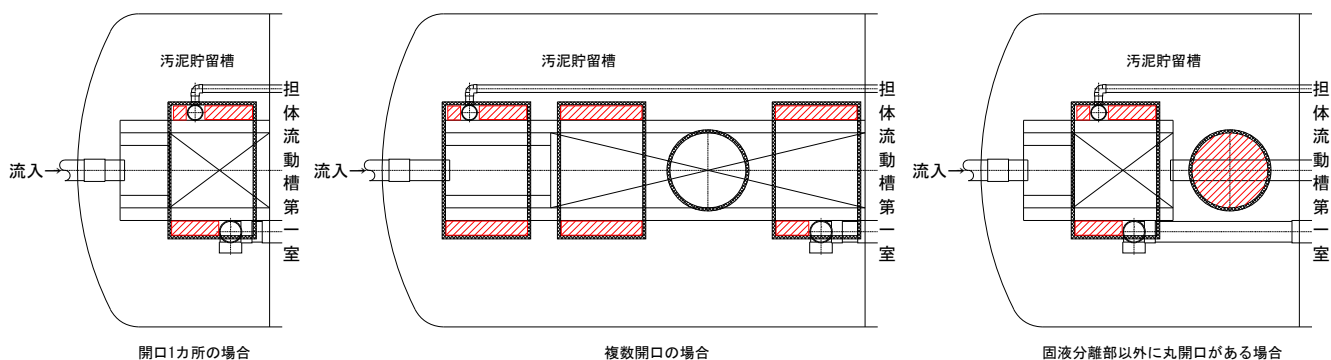 汚泥貯留槽
流入→
担体流動槽第一室
開口1カ所の場合
汚泥貯留槽
流入→
担体流動槽第一室
複数開口の場合
汚泥貯留槽
流入→
担体流動槽第一室
固液分離部以外に丸開口がある場合